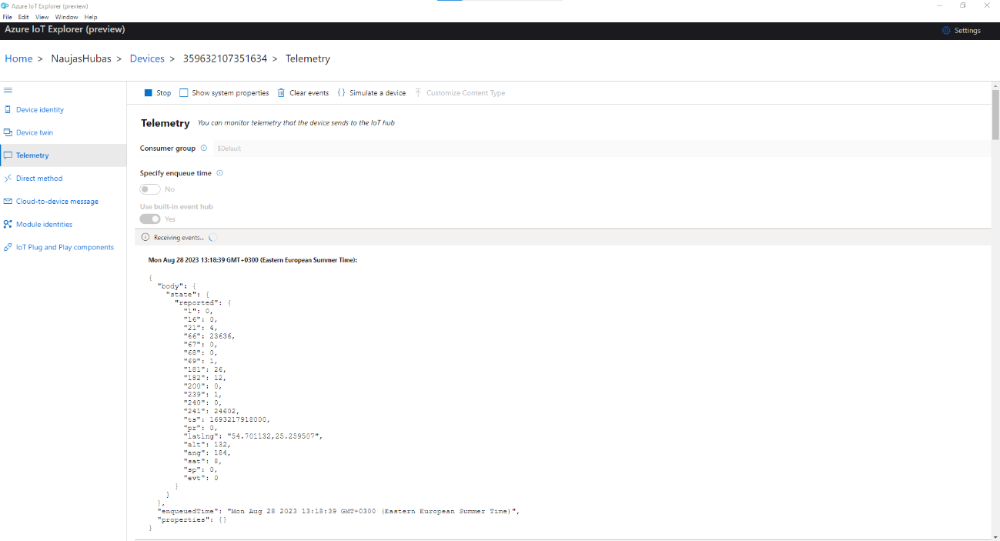 Azure IoT Explorer (preview)
File Edit View Window Help
Azure IoT Explorer (preview)
Settings
Home > NaujasHubas > Devices > 359632107351634 > Telemetry
Stop Show system properties Clear events {} Simulate a device Customize Content Type
Device identity
Device twin
Telemetry
Direct method
Cloud-to-device message
Module identities
IoT Plug and Play components
Telemetry You can monitor telemetry that the device sends to the IoT hub
Consumer group $Default
Specify enqueue time
No
Use built-in event hub
Yes
Receiving events...
Mon Aug 28 2023 13:18:39 GMT+0300 (Eastern European Summer Time):
{
"body": {
"state": {
"reported": {
"1": 0,
"16": 0,
"21": 4,
"66": 23636,
"67": 0,
"68": 0,
"69": 1,
"181": 26,
"182": 12,
"200": 0,
"239": 1,
"240": 0,
"241": 24602,
"ts": 1693217918000,
"pr": 0,
"latlng": "54.701132,25.259507",
"alt": 132,
"ang": 184,
"sat": 8,
"sp": 0,
"evt": 0
}
}
},
"enqueuedTime": "Mon Aug 28 2023 13:18:39 GMT+0300 (Eastern European Summer Time)",
"properties": {}
}